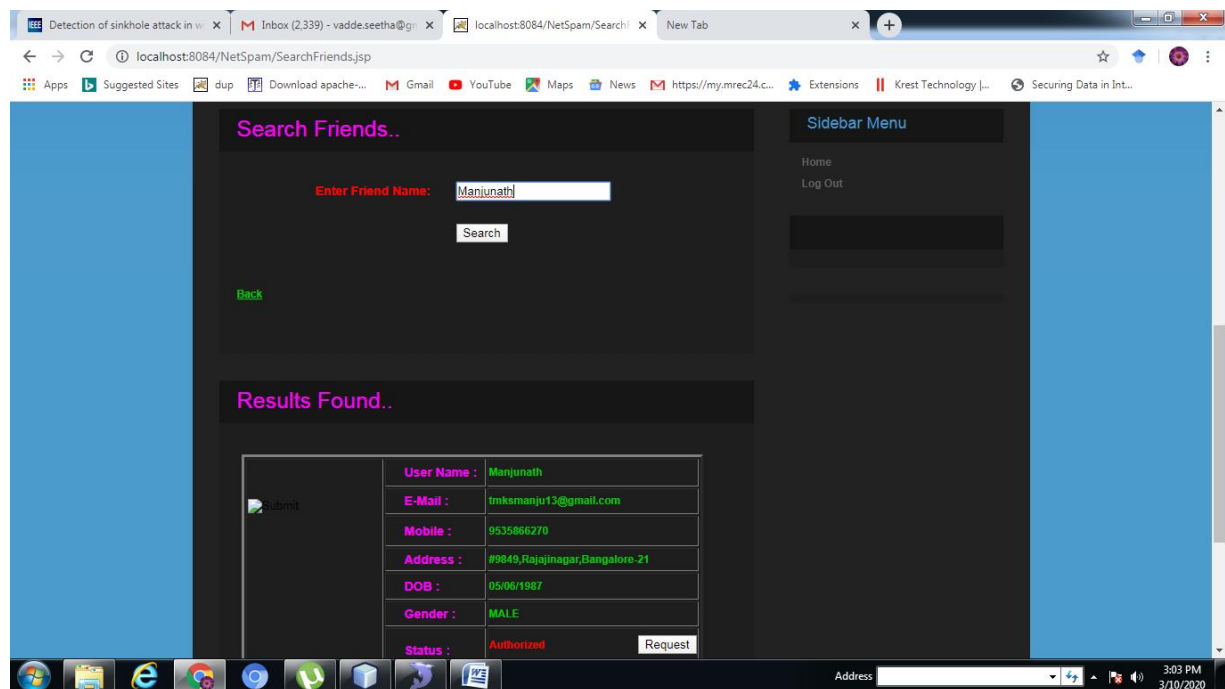 Detection of sinkhole attack in w
Inbox (2,339) - vadde.seetha@gm
localhost:8084/NetSpam/SearchF
New Tab
localhost:8084/NetSpam/SearchFriends.jsp
Apps Suggested Sites dup Download apache-... Gmail YouTube Maps News https://my.mrec24.c... Extensions Krest Technology |... Securing Data in Int...
Search Friends..
Enter Friend Name: Manjunath
Search
Back
Sidebar Menu
Home
Log Out
Results Found..
Submit
User Name : Manjunath
E-Mail : tmksmanju13@gmail.com
Mobile : 9535866270
Address : #9849,Rajajinagar,Bangalore-21
DOB : 05/06/1987
Gender : MALE
Status : Authorized Request
Address
3:03 PM
3/10/2020